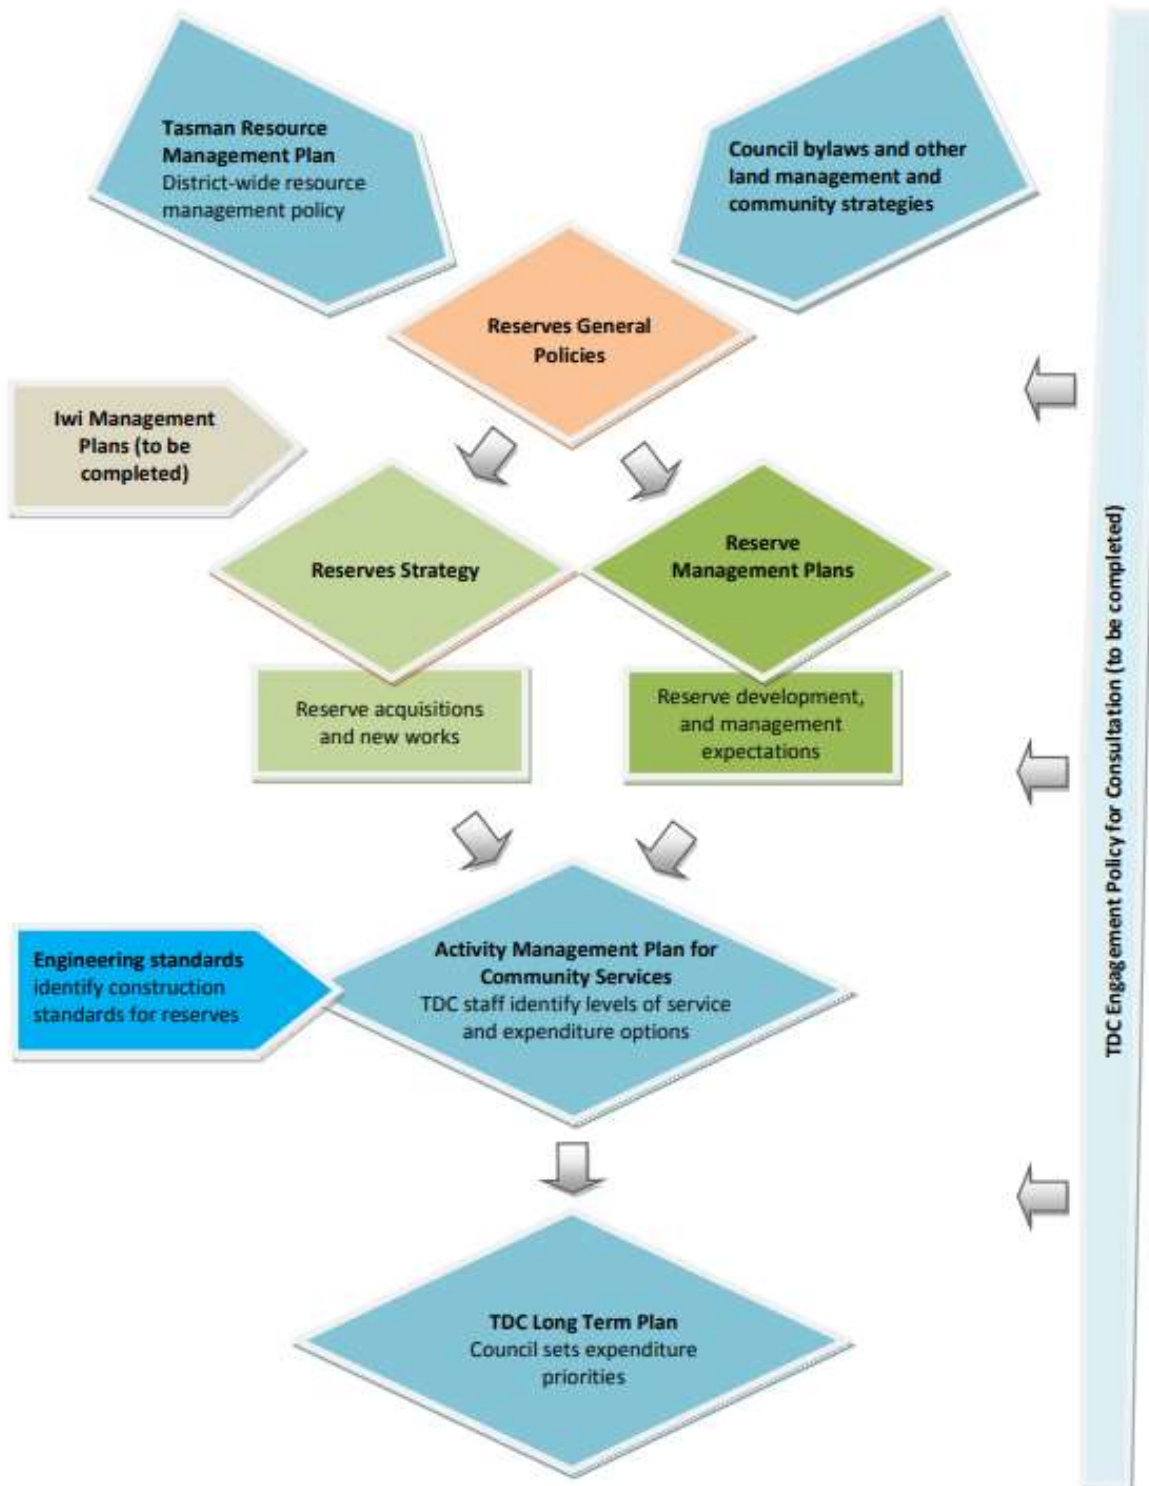 Tasman Resource
Management Plan
District-wide resource
management policy
Council bylaws and other
land management and
community strategies
Reserves General
Policies
Iwi Management
Plans (to be
completed)
Reserves Strategy
Reserve
Management Plans
Reserve acquisitions
and new works
Reserve development,
and management
expectations
TDC Engagement Policy for Consultation (to be completed)
Engineering standards
identify construction
standards for reserves
Activity Management Plan for
Community Services
TDC staff identify levels of service
and expenditure options
TDC Long Term Plan
Council sets expenditure
priorities